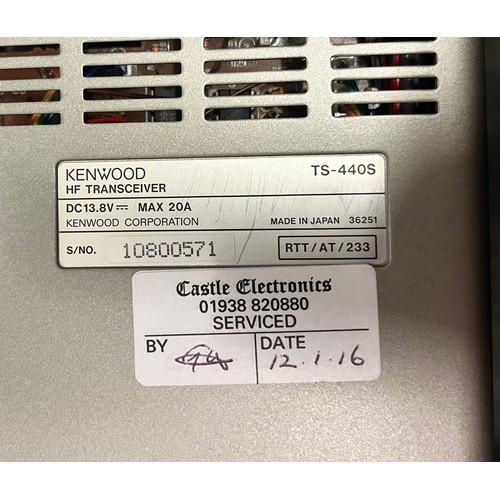 KENWOOD TS-440S
HF TRANSCEIVER
DC13.8V⎓ MAX 20A
KENWOOD CORPORATION MADE IN JAPAN 36251
S/NO. 10800571 RTT/AT/233
Castle Electronics
01938 820880
SERVICED
BY DATE
12.1.16